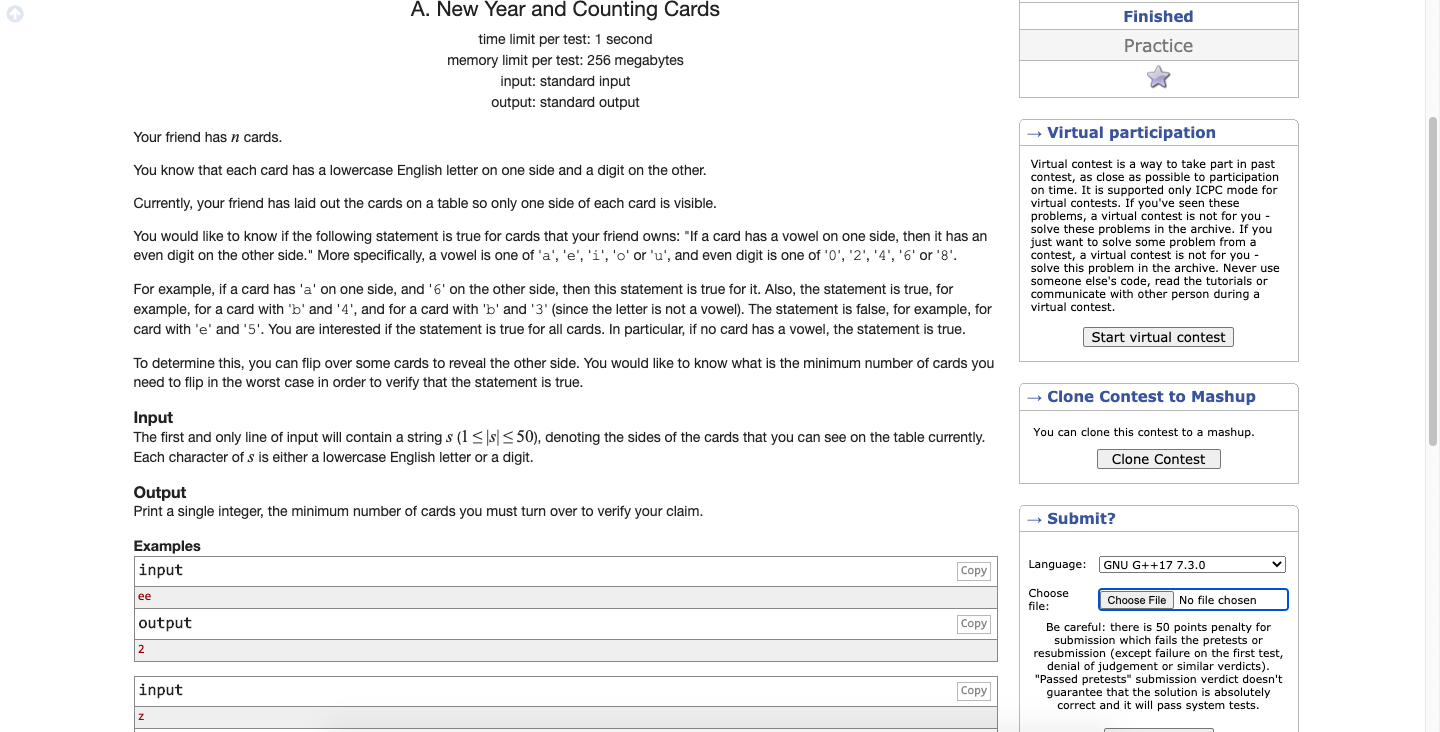 A. New Year and Counting Cards
time limit per test: 1 second
memory limit per test: 256 megabytes
input: standard input
output: standard output
Your friend has n cards.
You know that each card has a lowercase English letter on one side and a digit on the other.
Currently, your friend has laid out the cards on a table so only one side of each card is visible.
You would like to know if the following statement is true for cards that your friend owns: "If a card has a vowel on one side, then it has an
even digit on the other side." More specifically, a vowel is one of 'a', 'e', 'i', 'o' or 'u', and even digit is one of '0', '2', '4', '6' or '8'.
For example, if a card has 'a' on one side, and '6' on the other side, then this statement is true for it. Also, the statement is true, for
example, for a card with 'b' and '4', and for a card with 'b' and '3' (since the letter is not a vowel). The statement is false, for example, for
card with 'e' and '5'. You are interested if the statement is true for all cards. In particular, if no card has a vowel, the statement is true.
To determine this, you can flip over some cards to reveal the other side. You would like to know what is the minimum number of cards you
need to flip in the worst case in order to verify that the statement is true.
Input
The first and only line of input will contain a string s (1 ≤ |s| ≤ 50), denoting the sides of the cards that you can see on the table currently.
Each character of s is either a lowercase English letter or a digit.
Output
Print a single integer, the minimum number of cards you must turn over to verify your claim.
Examples
input
Copy
ee
output
Copy
2
input
Copy
z
Finished
Practice
→ Virtual participation
Virtual contest is a way to take part in past
contest, as close as possible to participation
on time. It is supported only ICPC mode for
virtual contests. If you've seen these
problems, a virtual contest is not for you -
solve these problems in the archive. If you
just want to solve some problem from a
contest, a virtual contest is not for you -
solve this problem in the archive. Never use
someone else's code, read the tutorials or
communicate with other person during a
virtual contest.
Start virtual contest
→ Clone Contest to Mashup
You can clone this contest to a mashup.
Clone Contest
→ Submit?
Language: GNU G++17 7.3.0
Choose
file:
Choose File No file chosen
Be careful: there is 50 points penalty for
submission which fails the pretests or
resubmission (except failure on the first test,
denial of judgement or similar verdicts).
"Passed pretests" submission verdict doesn't
guarantee that the solution is absolutely
correct and it will pass system tests.